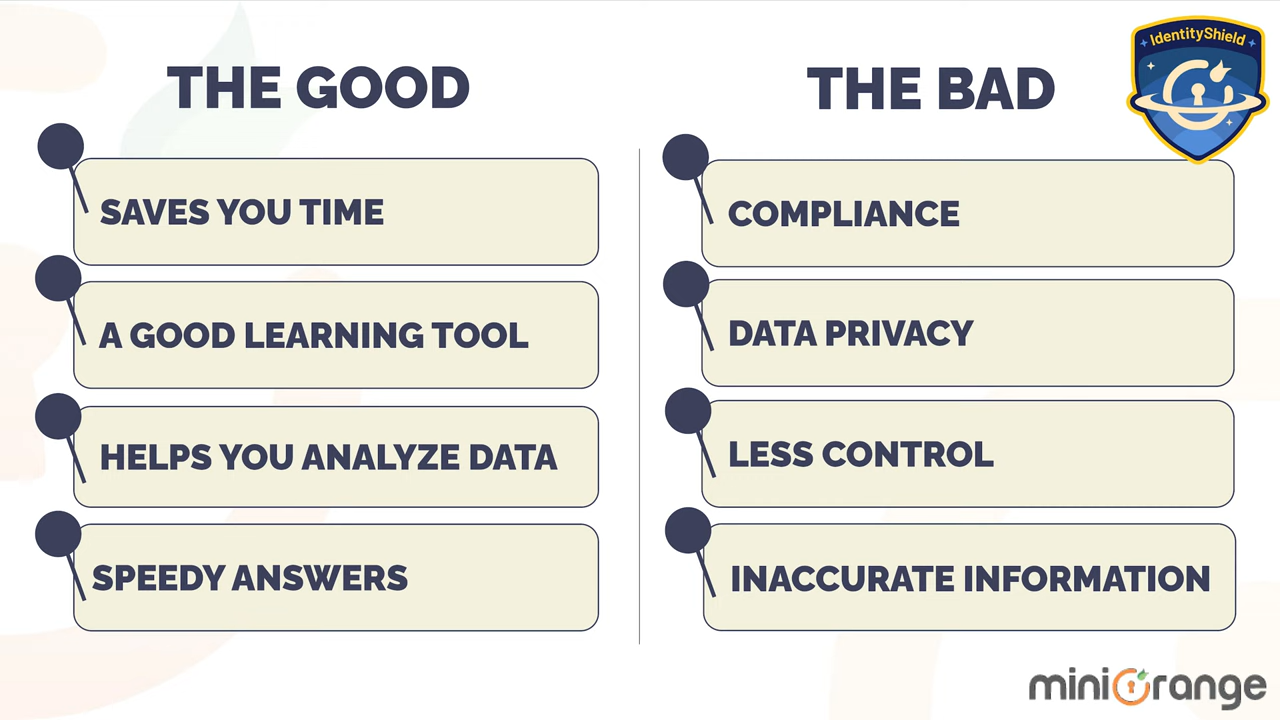 THE GOOD
SAVES YOU TIME
A GOOD LEARNING TOOL
HELPS YOU ANALYZE DATA
SPEEDY ANSWERS
THE BAD
COMPLIANCE
DATA PRIVACY
LESS CONTROL
INACCURATE INFORMATION
IdentityShield
miniOrange